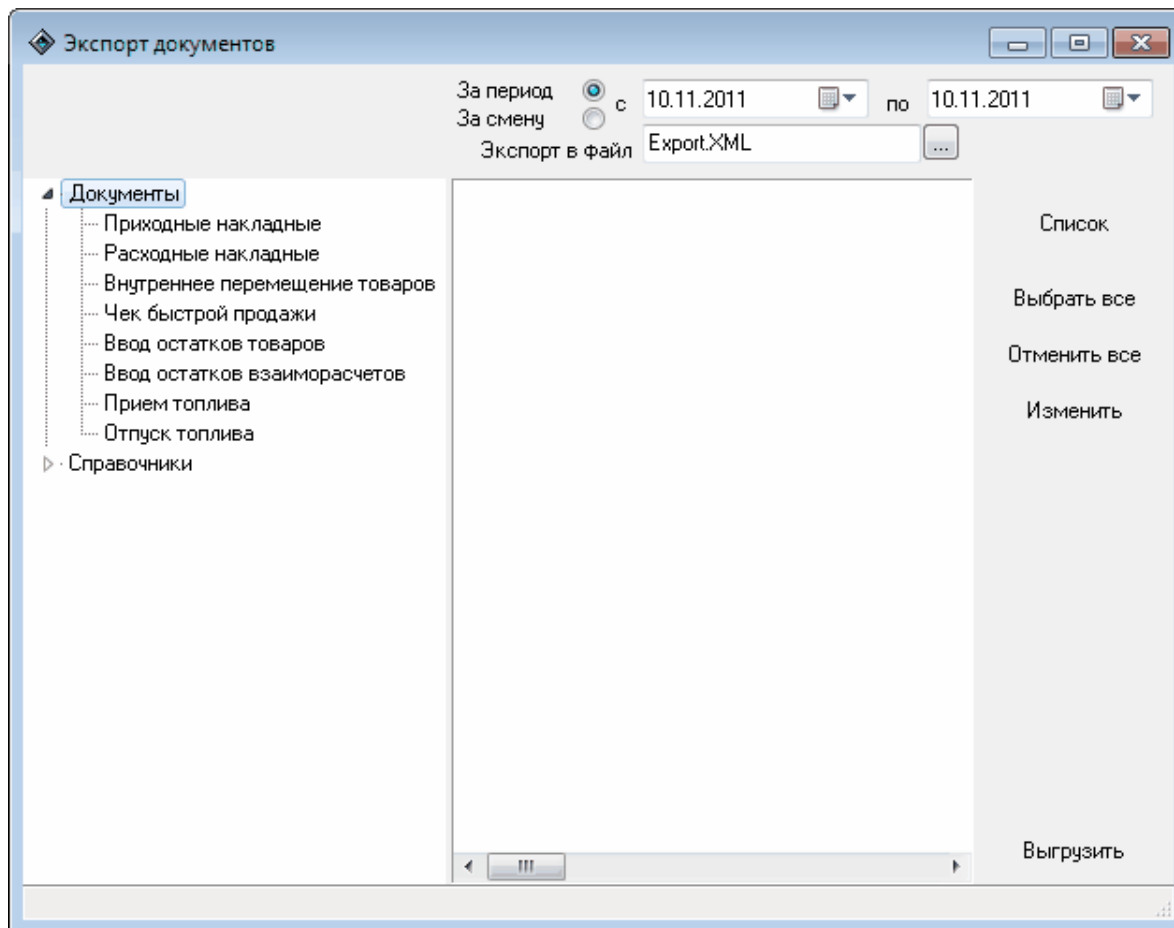 Экспорт документов
За период с 10.11.2011 по 10.11.2011
За смену
Экспорт в файл Export.XML ...
Документы
Приходные накладные
Расходные накладные
Внутреннее перемещение товаров
Чек быстрой продажи
Ввод остатков товаров
Ввод остатков взаиморасчетов
Прием топлива
Отпуск топлива
Справочники
Список
Выбрать все
Отменить все
Изменить
Выгрузить